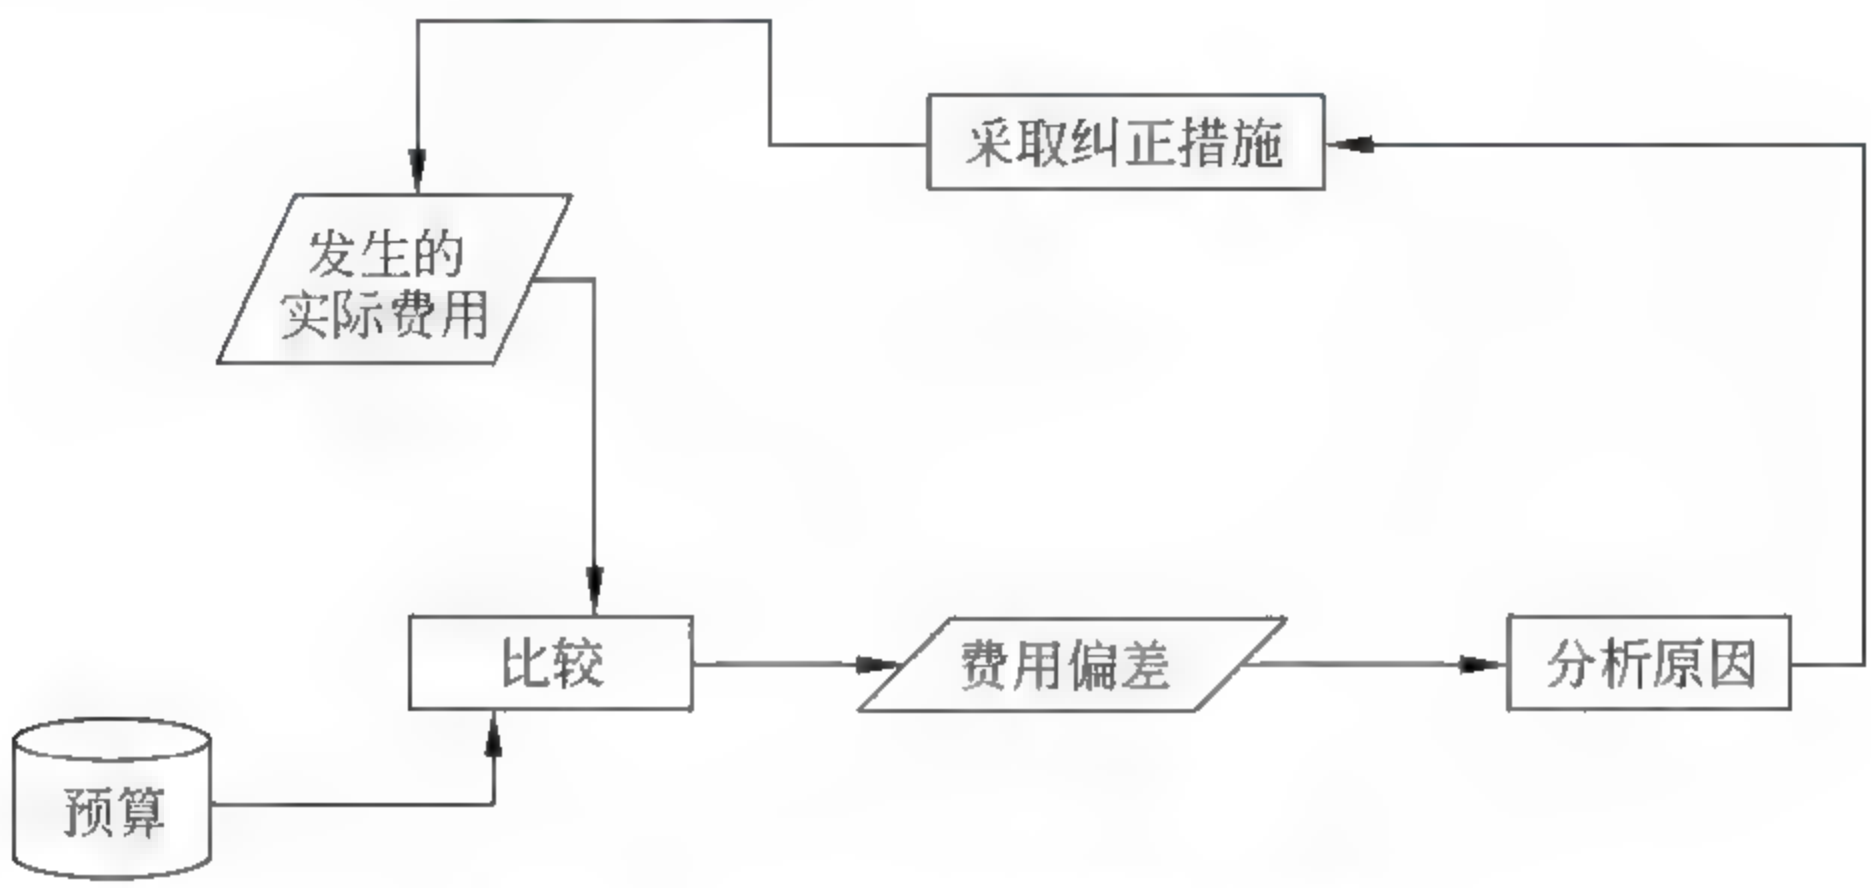 采取纠正措施
发生的
实际费用
比较
费用偏差
分析原因
预算